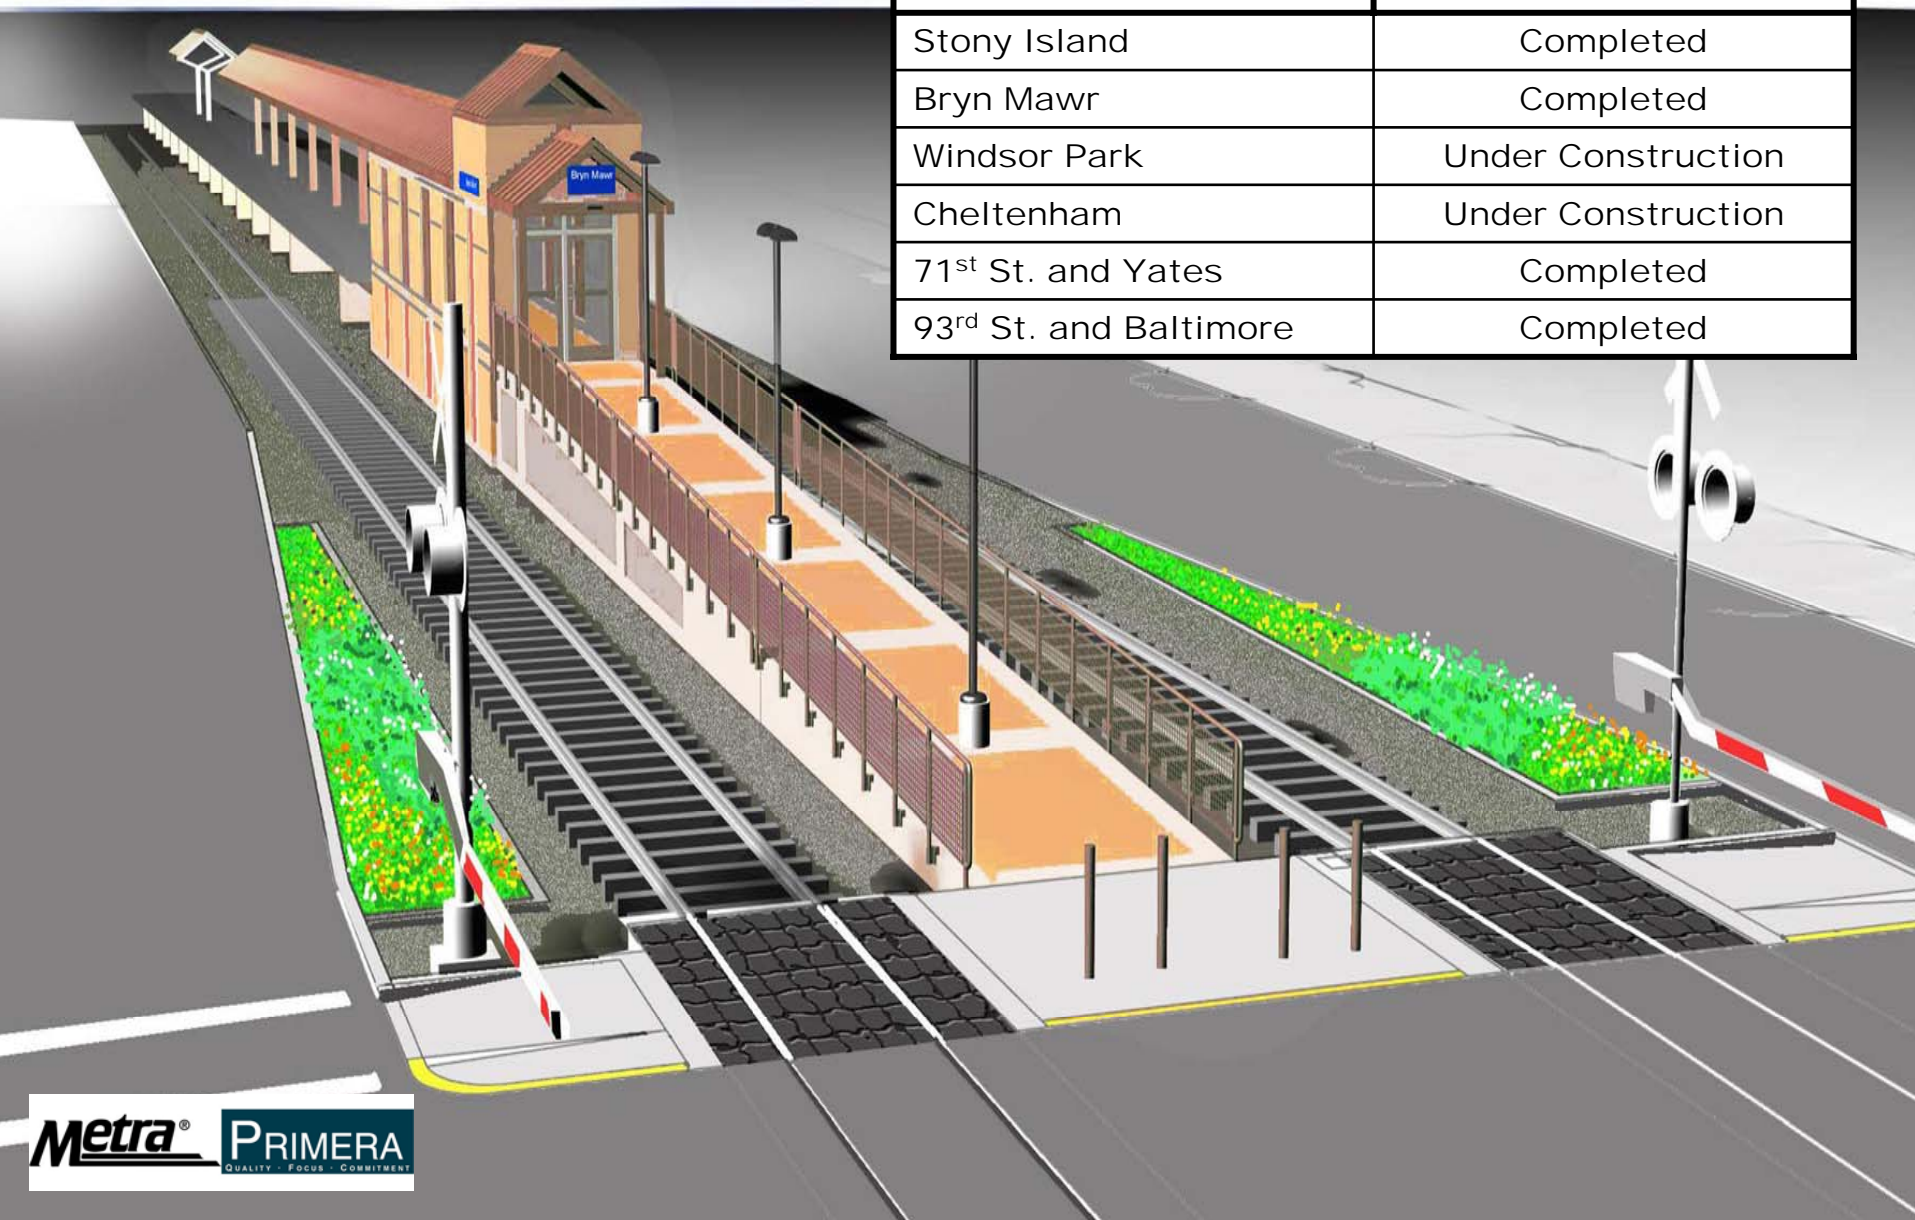 Stony Island Completed
Bryn Mawr Completed
Windsor Park Under Construction
Cheltenham Under Construction
71st St. and Yates Completed
93rd St. and Baltimore Completed
Bryn Mawr
Metra®
PRIMERA
QUALITY · FOCUS · COMMITMENT